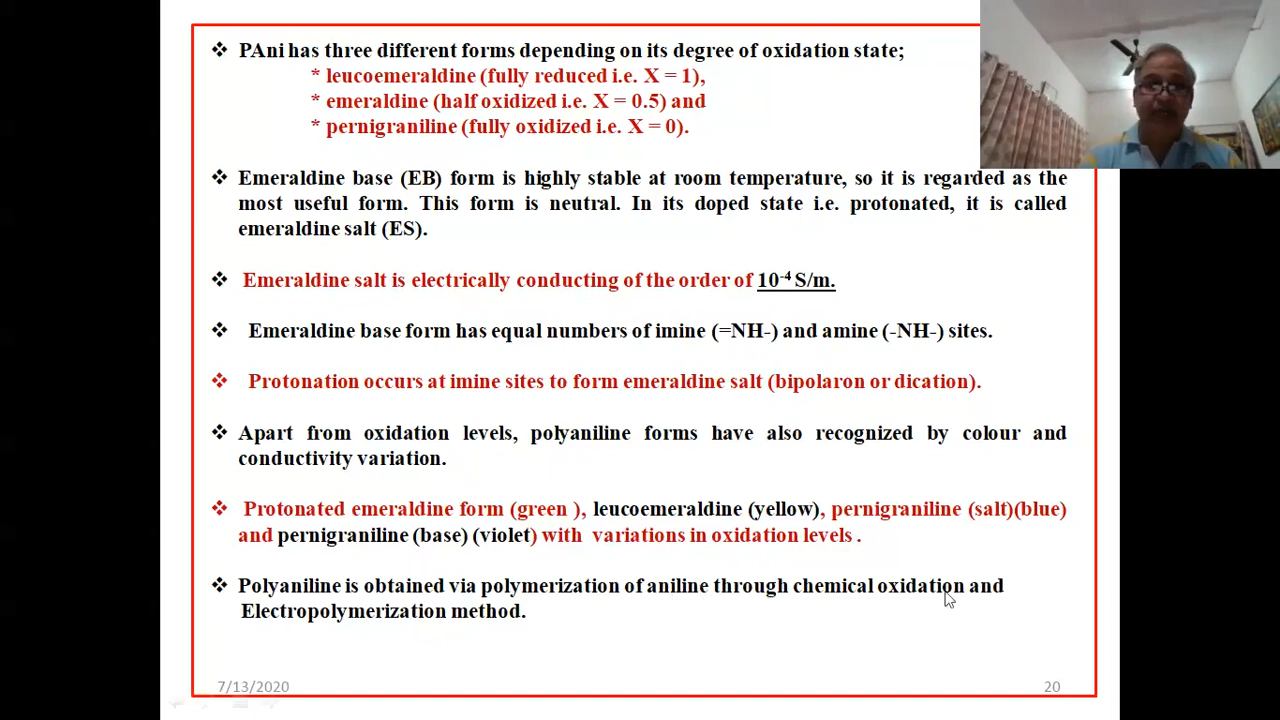 ❖ PAni has three different forms depending on its degree of oxidation state;
* leucoemeraldine (fully reduced i.e. X = 1),
* emeraldine (half oxidized i.e. X = 0.5) and
* pernigraniline (fully oxidized i.e. X = 0).
❖ Emeraldine base (EB) form is highly stable at room temperature, so it is regarded as the
most useful form. This form is neutral. In its doped state i.e. protonated, it is called
emeraldine salt (ES).
❖ Emeraldine salt is electrically conducting of the order of 10⁻⁴ S/m.
❖ Emeraldine base form has equal numbers of imine (=NH-) and amine (-NH-) sites.
❖ Protonation occurs at imine sites to form emeraldine salt (bipolaron or dication).
❖ Apart from oxidation levels, polyaniline forms have also recognized by colour and
conductivity variation.
❖ Protonated emeraldine form (green ), leucoemeraldine (yellow), pernigraniline (salt)(blue)
and pernigraniline (base) (violet) with variations in oxidation levels .
❖ Polyaniline is obtained via polymerization of aniline through chemical oxidation and
Electropolymerization method.
7/13/2020
20